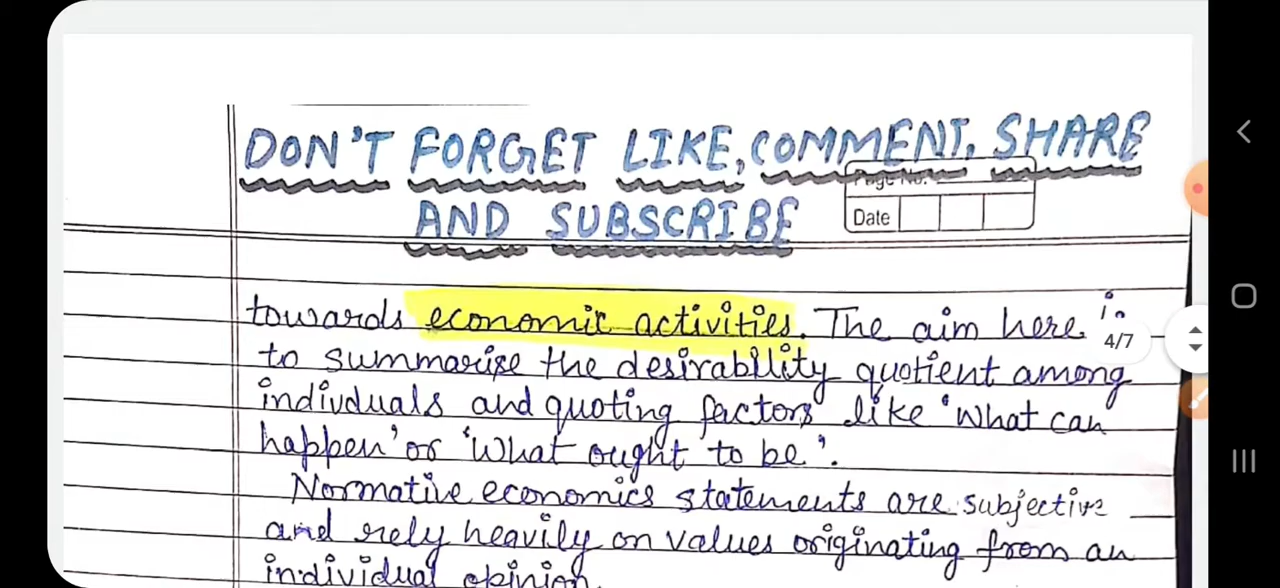 DON'T FORGET LIKE, COMMENT, SHARE
AND SUBSCRIBE
Page No.
Date
towards economic activities. The aim here is
4/7
to summarise the desirability quotient among
indivduals and quoting factors like 'What can
happen' or 'What ought to be'.
Normative economics statements are subjective
and rely heavily on values originating from an
individual opinion.